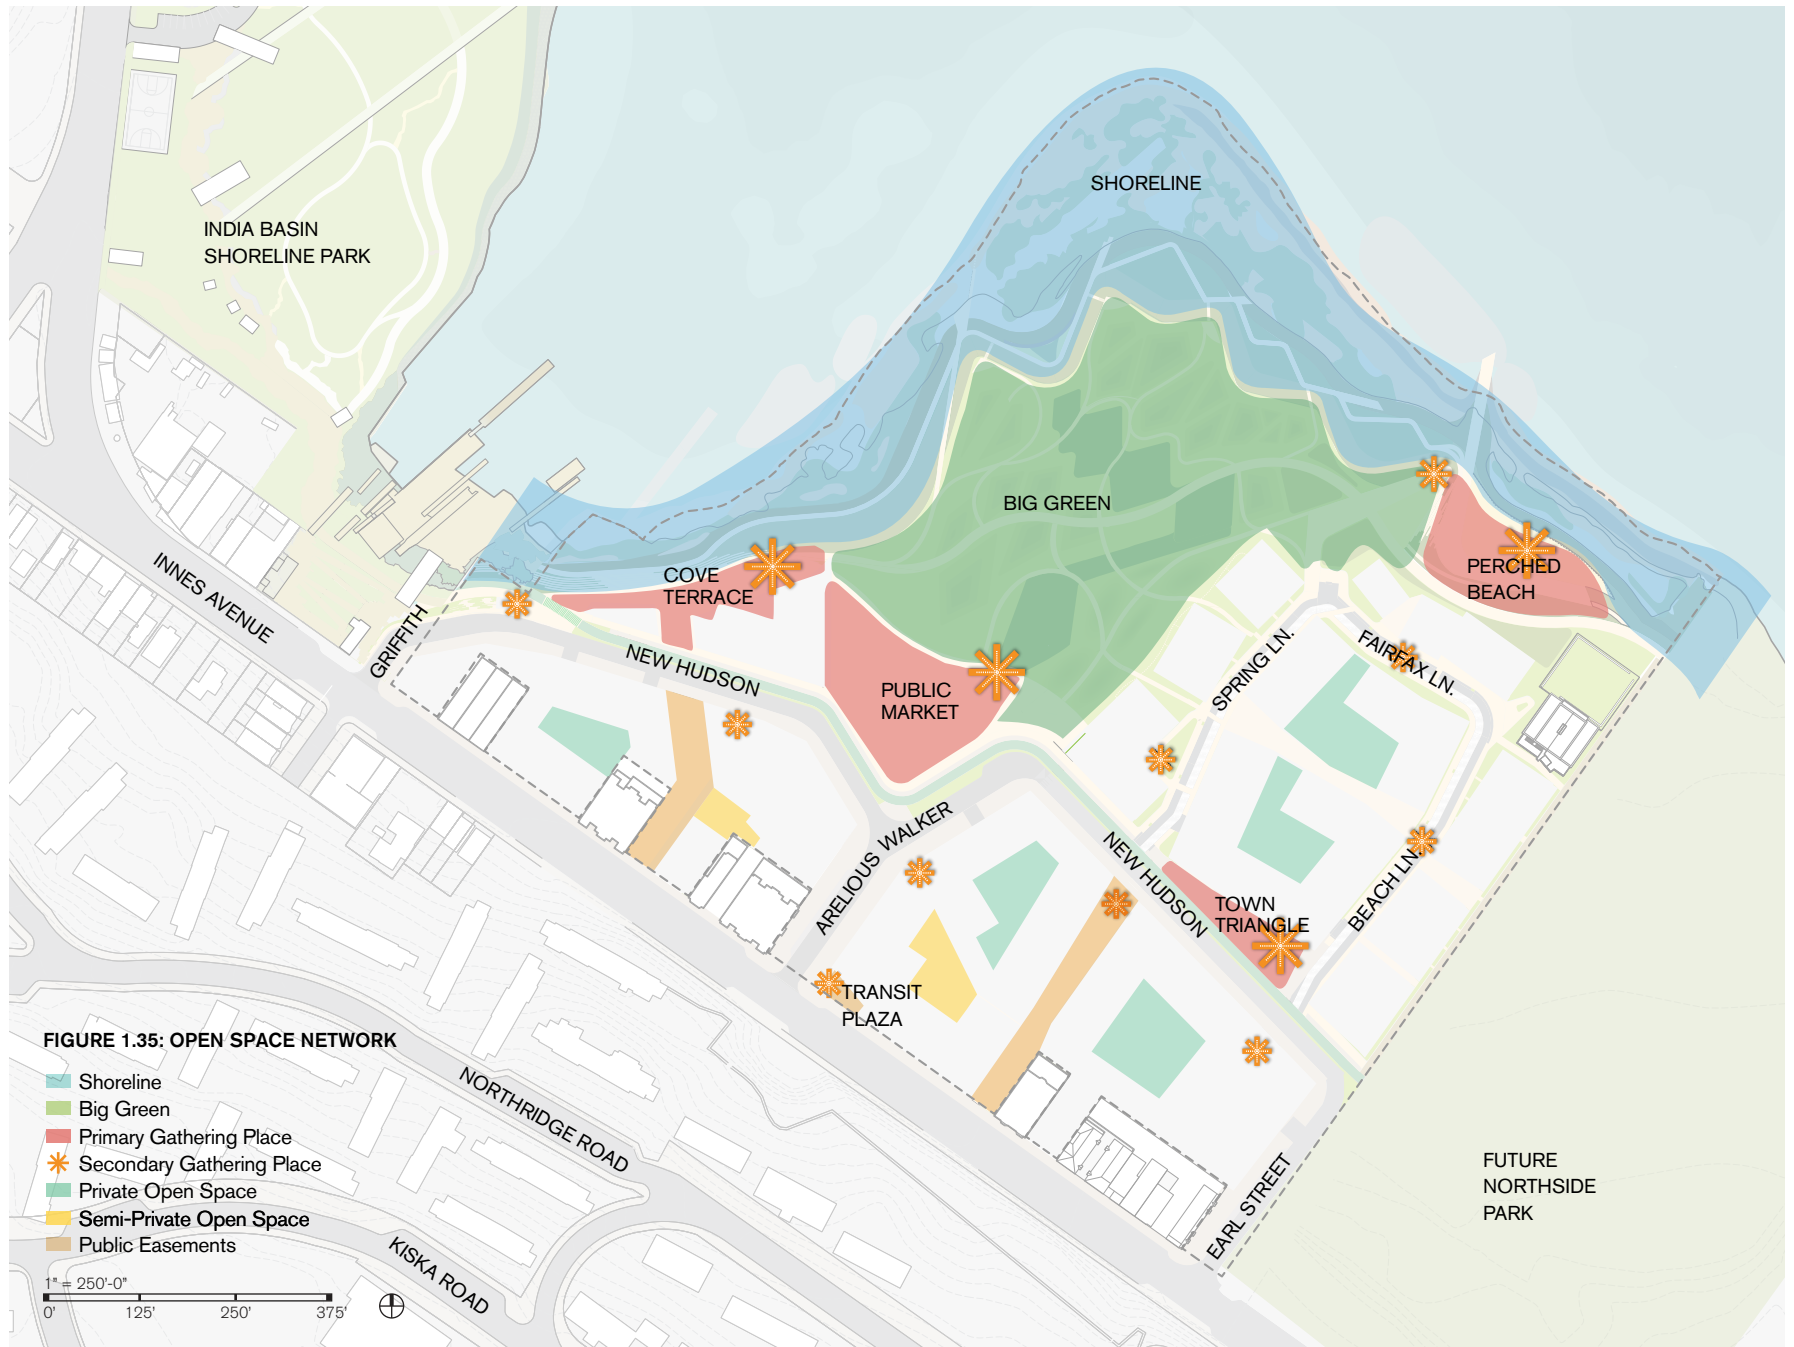 SHORELINE
INDIA BASIN
SHORELINE PARK
BIG GREEN
COVE
TERRACE
PERCHED
BEACH
INNES AVENUE
GRIFFITH
NEW HUDSON
PUBLIC
MARKET
SPRING LN.
FAIRFAX LN.
ARELIOUS WALKER
NEW HUDSON
TOWN
TRIANGLE
BEACH LN.
TRANSIT
PLAZA
FIGURE 1.35: OPEN SPACE NETWORK
Shoreline
Big Green
Primary Gathering Place
Secondary Gathering Place
Private Open Space
Semi-Private Open Space
Public Easements
1" = 250'-0"
0' 125' 250' 375'
NORTHRIDGE ROAD
KISKA ROAD
EARL STREET
FUTURE
NORTHSIDE
PARK